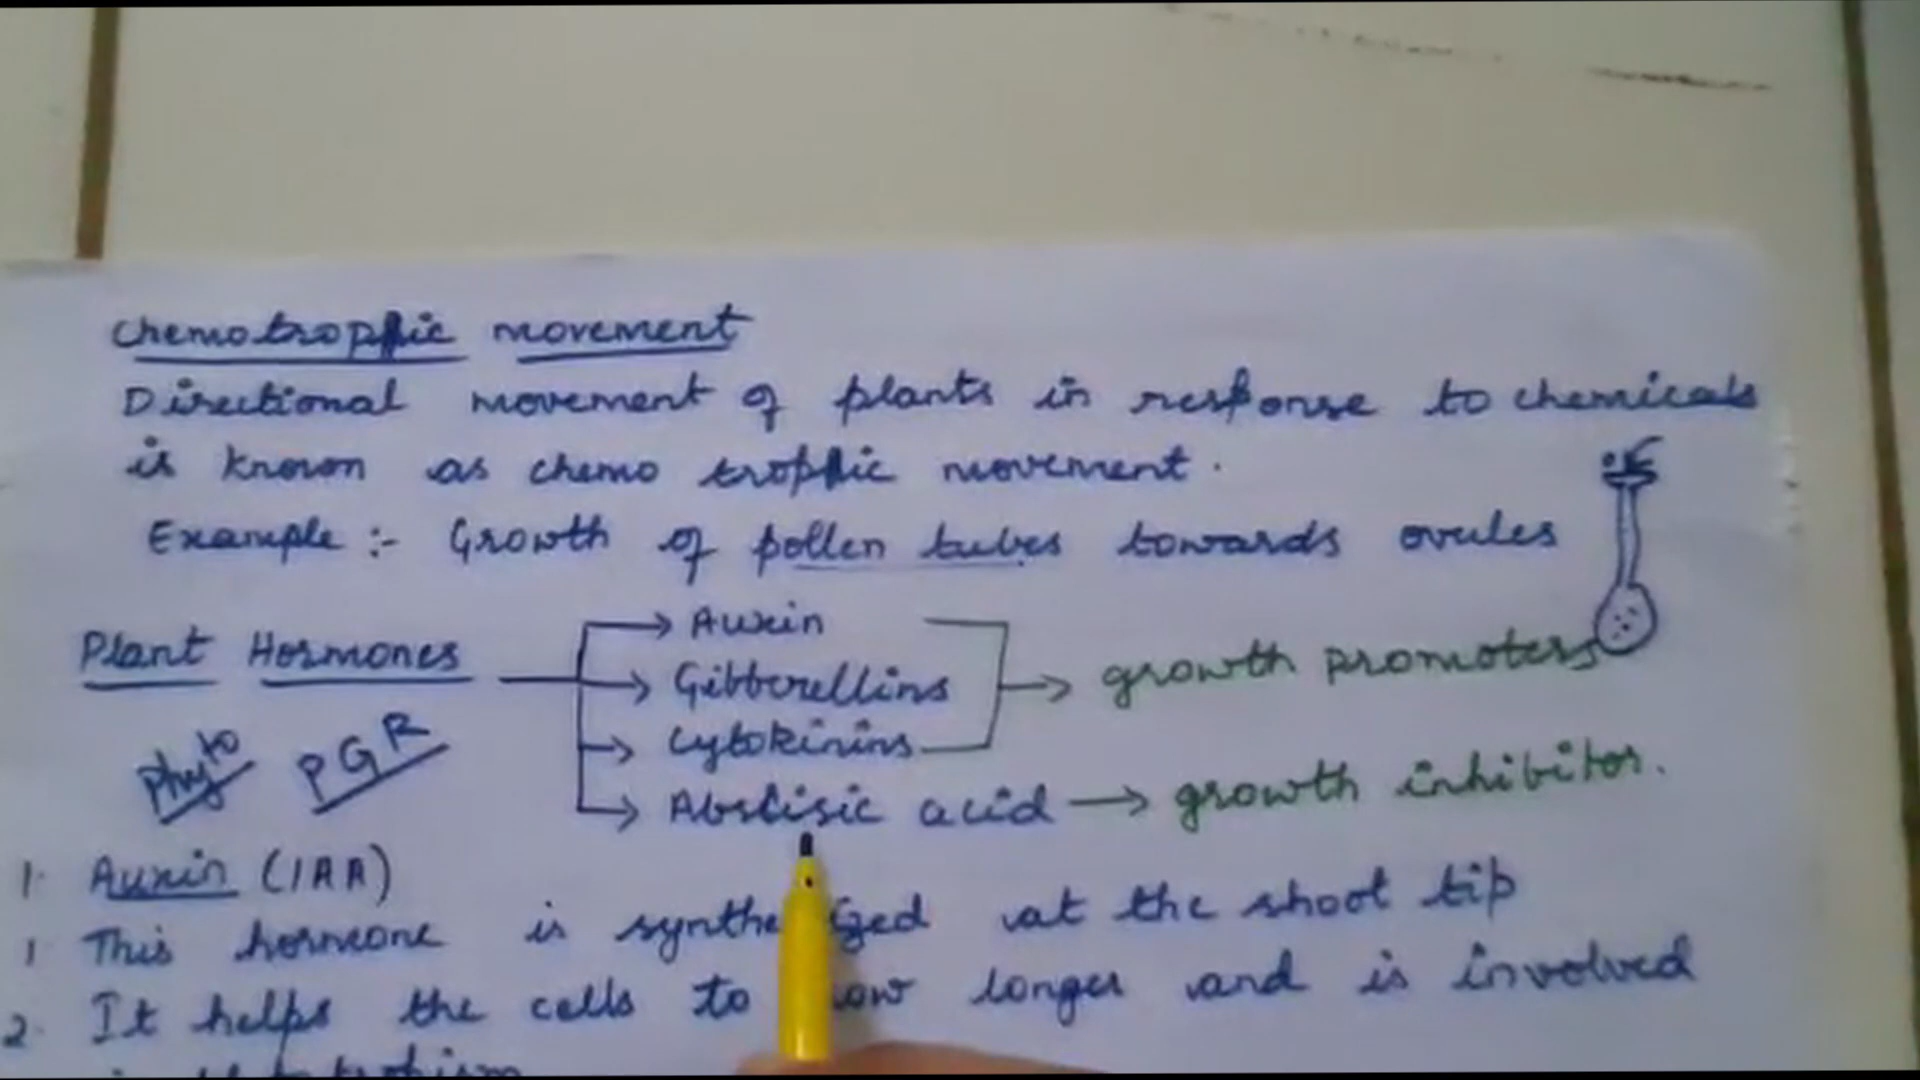 Chemotrophic movement
Directional movement of plants in response to chemicals
is known as chemo trophic movement.
Example :- Growth of pollen tubes towards ovules
Plant Hormones
Phyto PGR
Auxin
Gibberellins
Cytokinins
growth promoters
Abscisic acid → growth inhibitor.
1. Auxin (IAA)
1 This hormone is synthe zed at the shoot tip
2. It helps the cells to longer and is involved